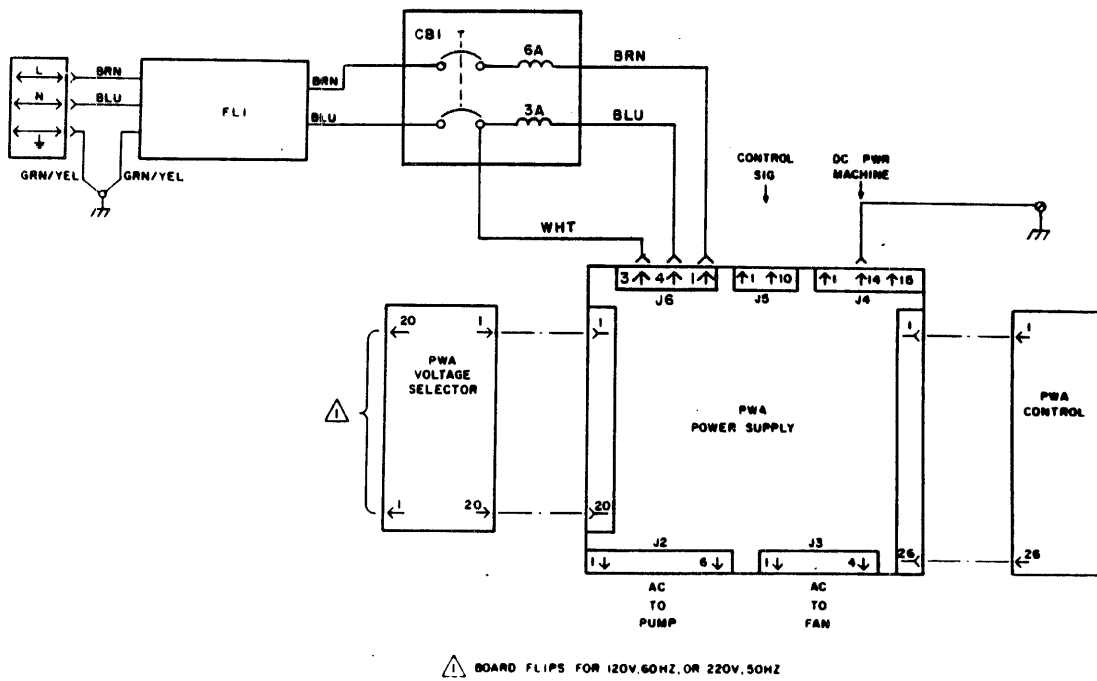 CB1
6A
BRN
L
BRN
N
BLU
FL1
BRN
BLU
3A
BLU
GRN/YEL
GRN/YEL
CONTROL
SIG
DC PWR
MACHINE
WHT
3 4 1
J6
1 10
J5
1 14 16
J4
20 1
PWA
VOLTAGE
SELECTOR
1 20
1
1
20
PWA
POWER SUPPLY
1
26
1
PWA
CONTROL
26
J2
1 6
J3
1 4
AC
TO
PUMP
AC
TO
FAN
1 BOARD FLIPS FOR 120V,60HZ, OR 220V,50HZ